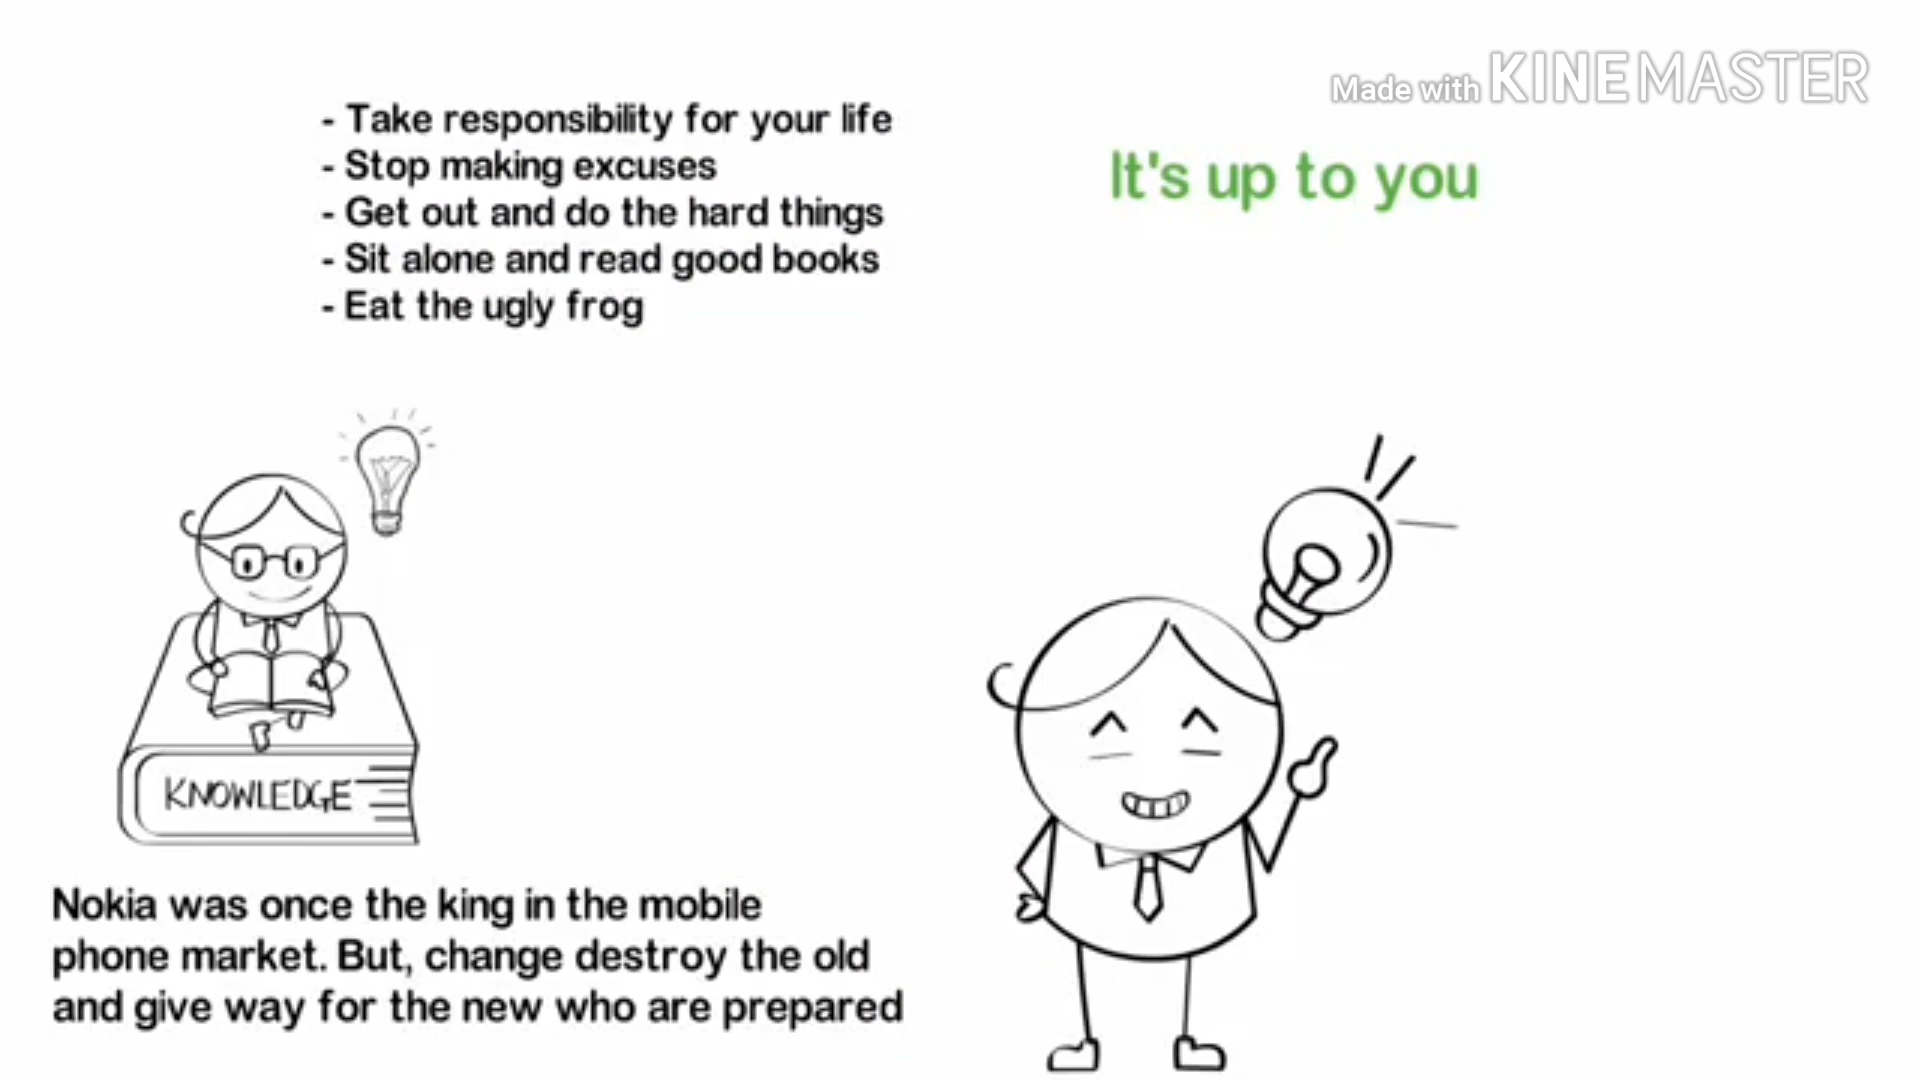 Made with KINEMASTER
- Take responsibility for your life
- Stop making excuses
- Get out and do the hard things
- Sit alone and read good books
- Eat the ugly frog
It's up to you
KNOWLEDGE
Nokia was once the king in the mobile
phone market. But, change destroy the old
and give way for the new who are prepared